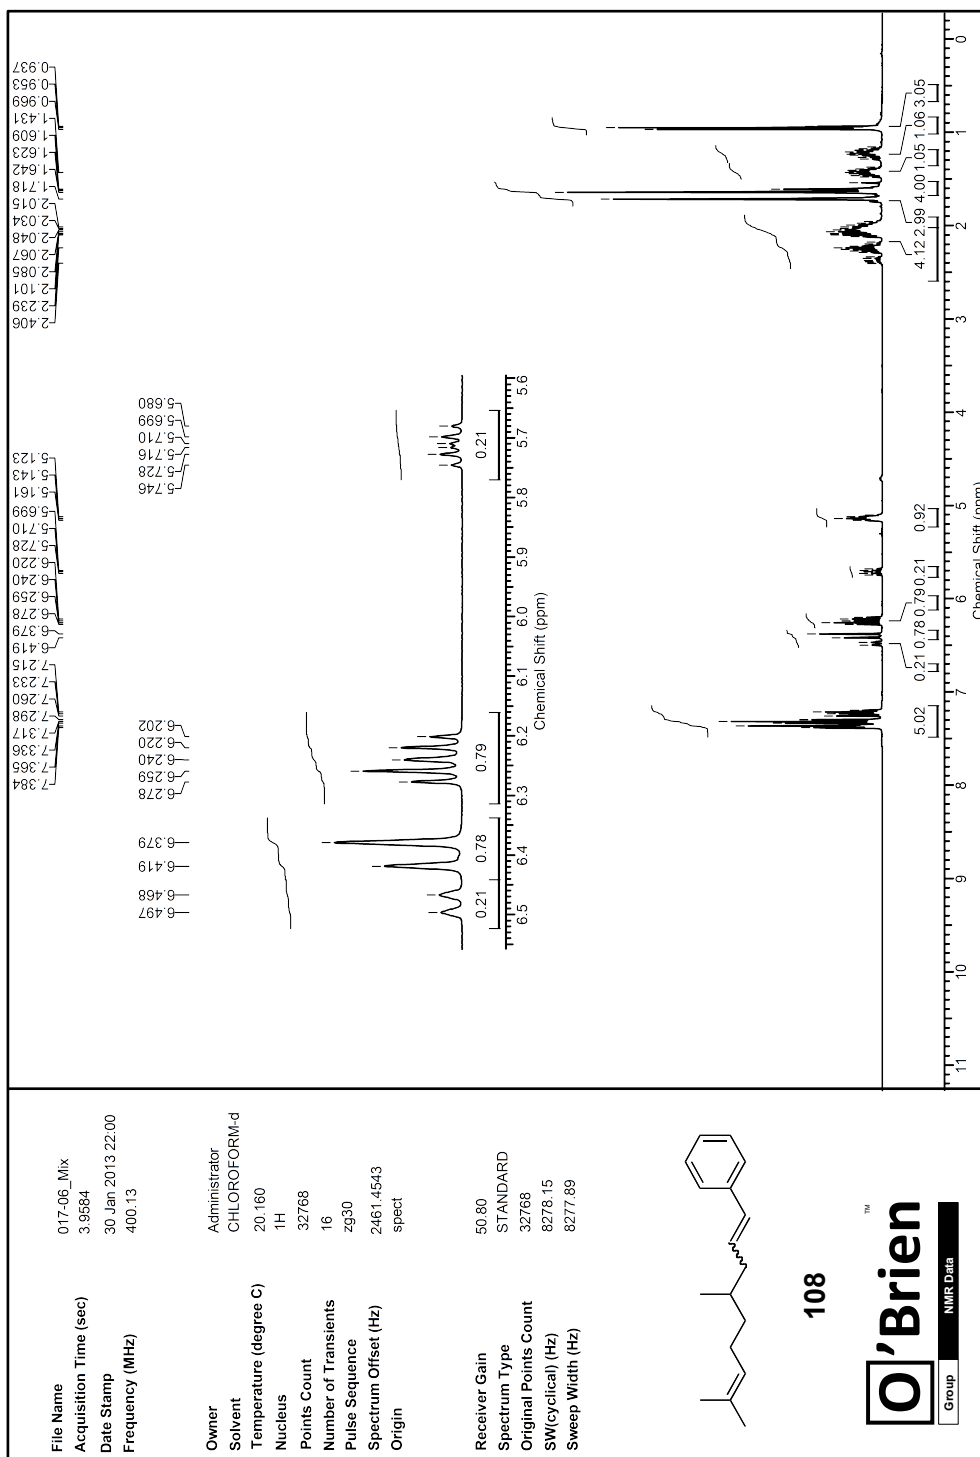 File Name 017-06_Mix
Acquisition Time (sec) 3.9584
Date Stamp 30 Jan 2013 22:00
Frequency (MHz) 400.13
Owner Administrator
Solvent CHLOROFORM-d
Temperature (degree C) 20.160
Nucleus 1H
Points Count 32768
Number of Transients 16
Pulse Sequence zg30
Spectrum Offset (Hz) 2461.4543
Origin spect
Receiver Gain 50.80
Spectrum Type STANDARD
Original Points Count 32768
SW(cyclical) (Hz) 8278.15
Sweep Width (Hz) 8277.89
108
O'Brien ™
Group NMR Data
7.384
7.365
7.336
7.317
7.298
7.260
7.233
7.215
6.419
6.379
6.278
6.259
6.240
6.220
5.728
5.710
5.699
5.161
5.143
5.123
2.406
2.239
2.101
2.085
2.067
2.048
2.034
2.015
1.718
1.642
1.623
1.609
1.431
0.969
0.953
0.937
6.497
6.468
6.419
6.379
6.278
6.259
6.240
6.220
6.202
5.746
5.728
5.716
5.710
5.699
5.680
0.21 0.78 0.79 0.21
6.5 6.4 6.3 6.2 6.1 6.0 5.9 5.8 5.7 5.6
Chemical Shift (ppm)
5.02 0.21 0.78 0.79 0.21 0.92 4.12 2.99 4.00 1.05 1.06 3.05
11 10 9 8 7 6 5 4 3 2 1 0
Chemical Shift (ppm)